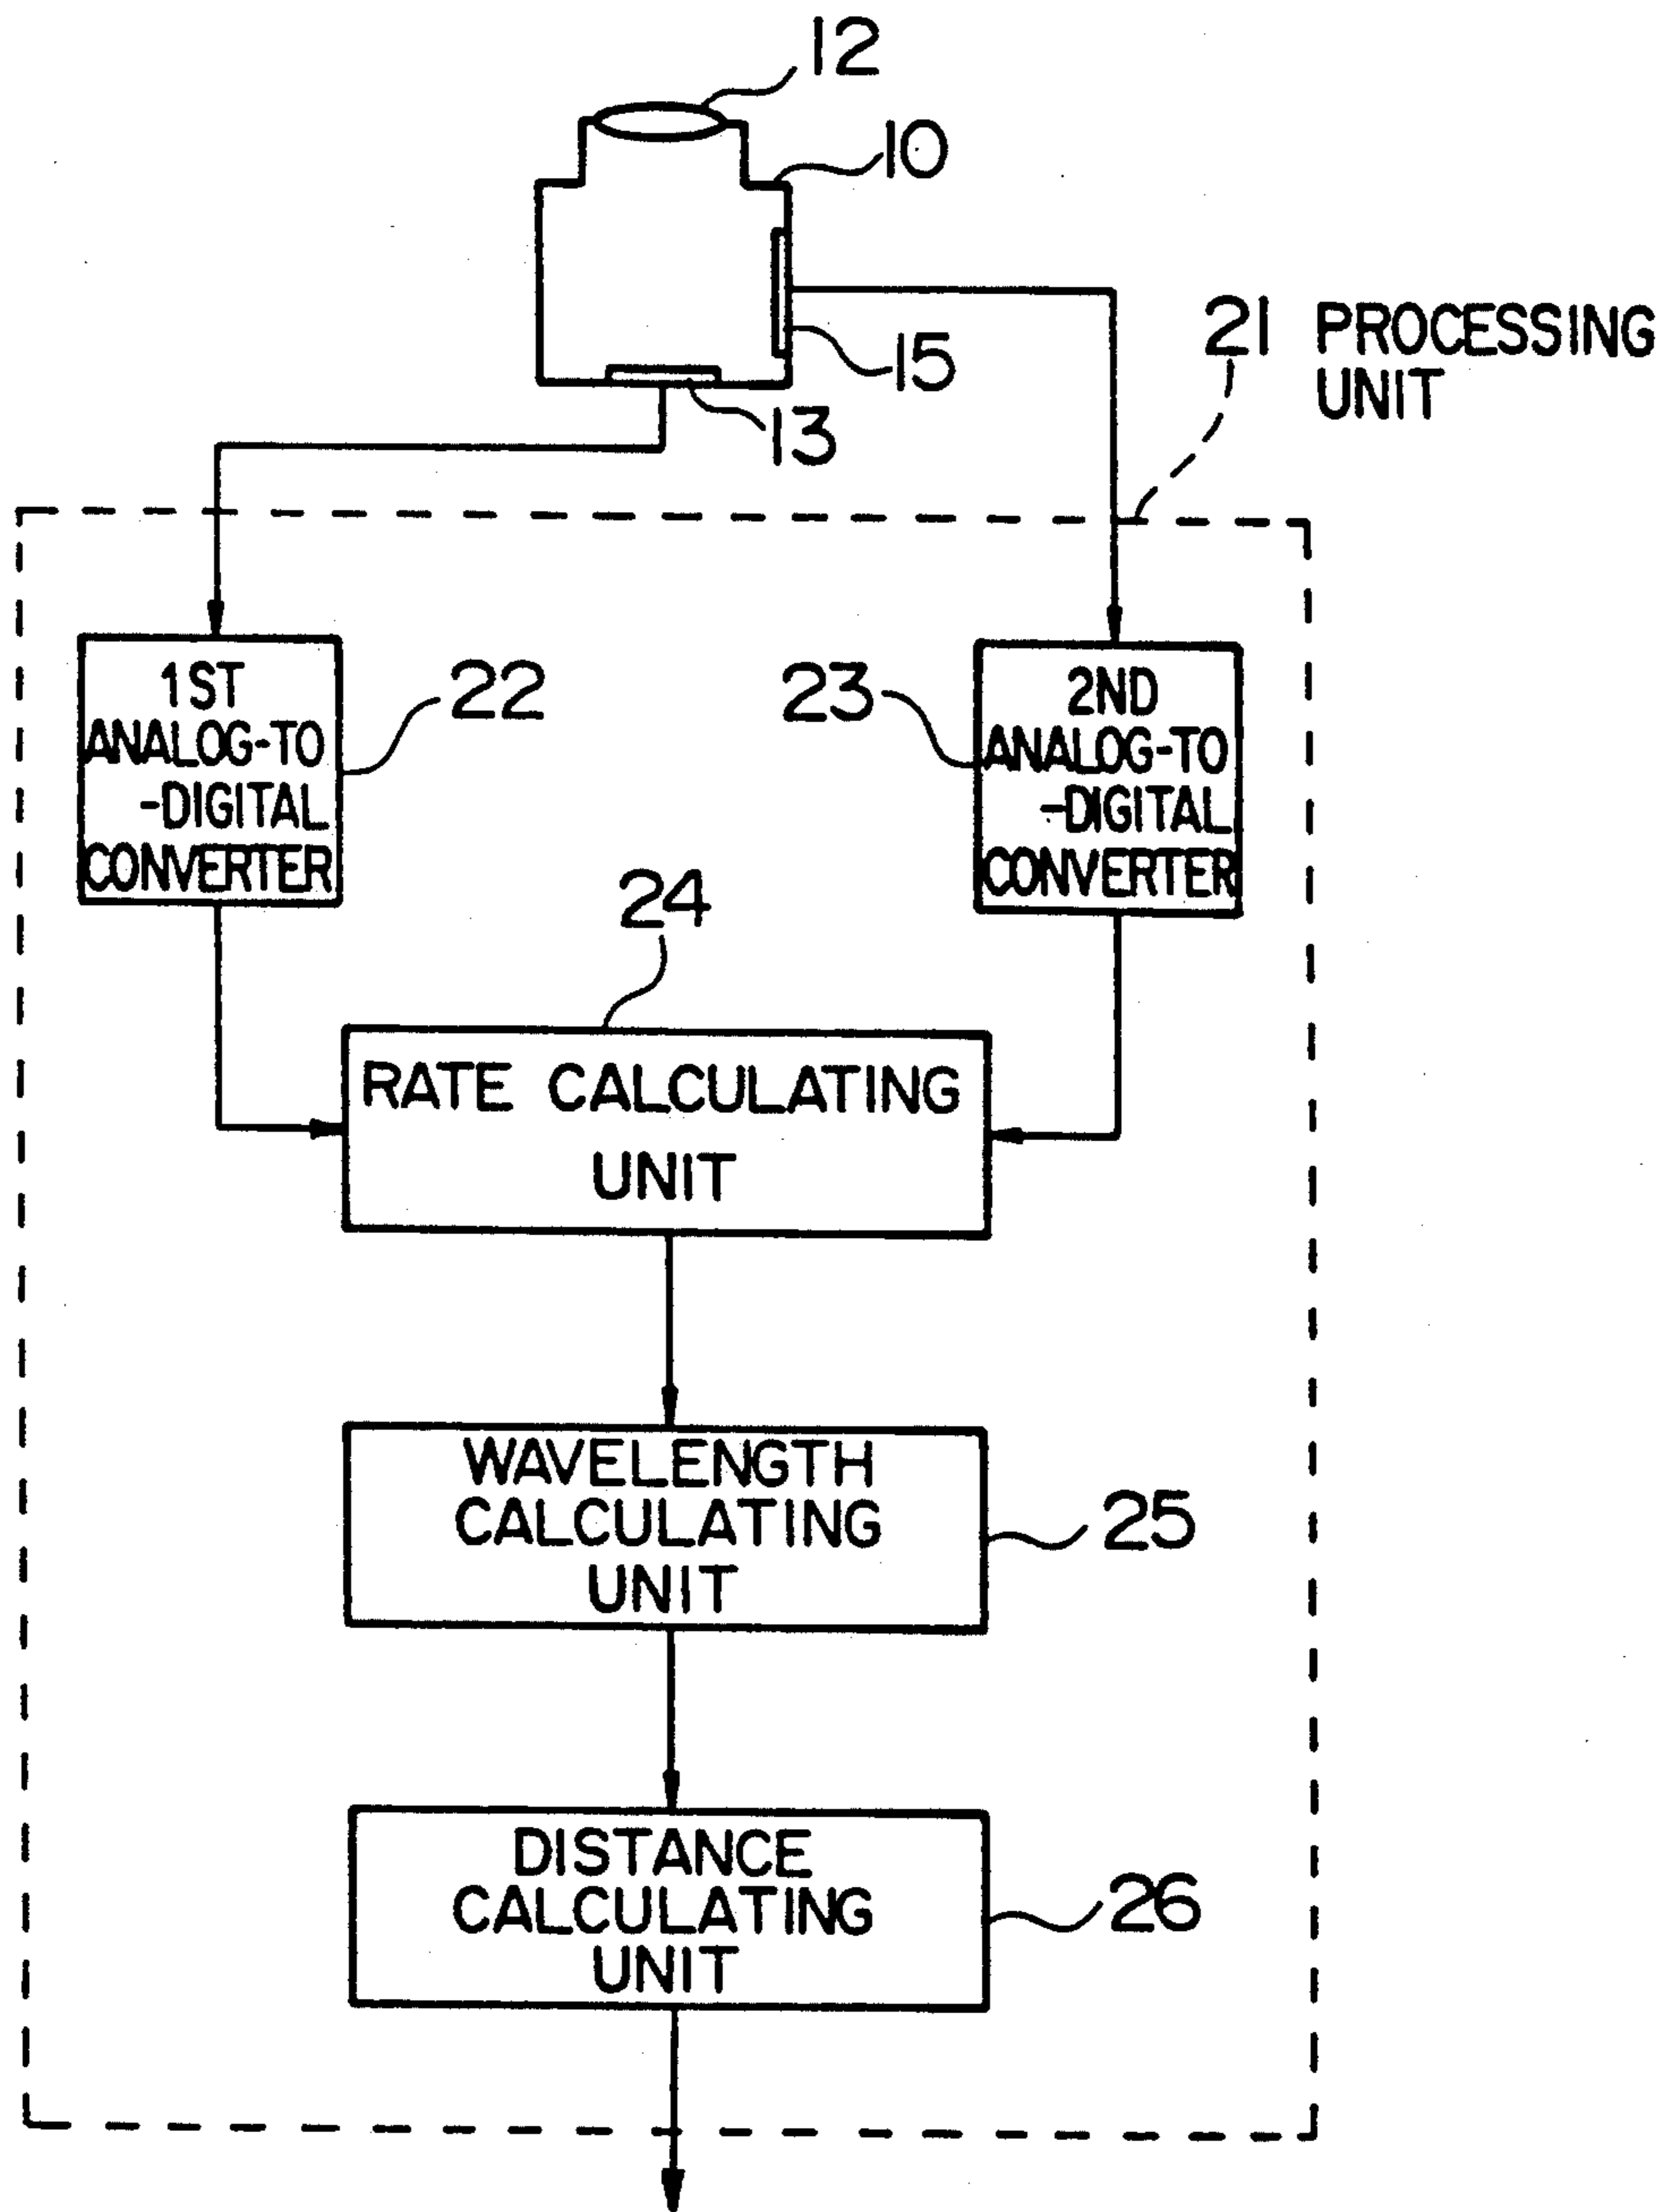 12
10
15
13
21 PROCESSING
UNIT
1ST
ANALOG-TO
-DIGITAL
CONVERTER
22
23
2ND
ANALOG-TO
-DIGITAL
CONVERTER
24
RATE CALCULATING
UNIT
WAVELENGTH
CALCULATING
UNIT
25
DISTANCE
CALCULATING
UNIT
26